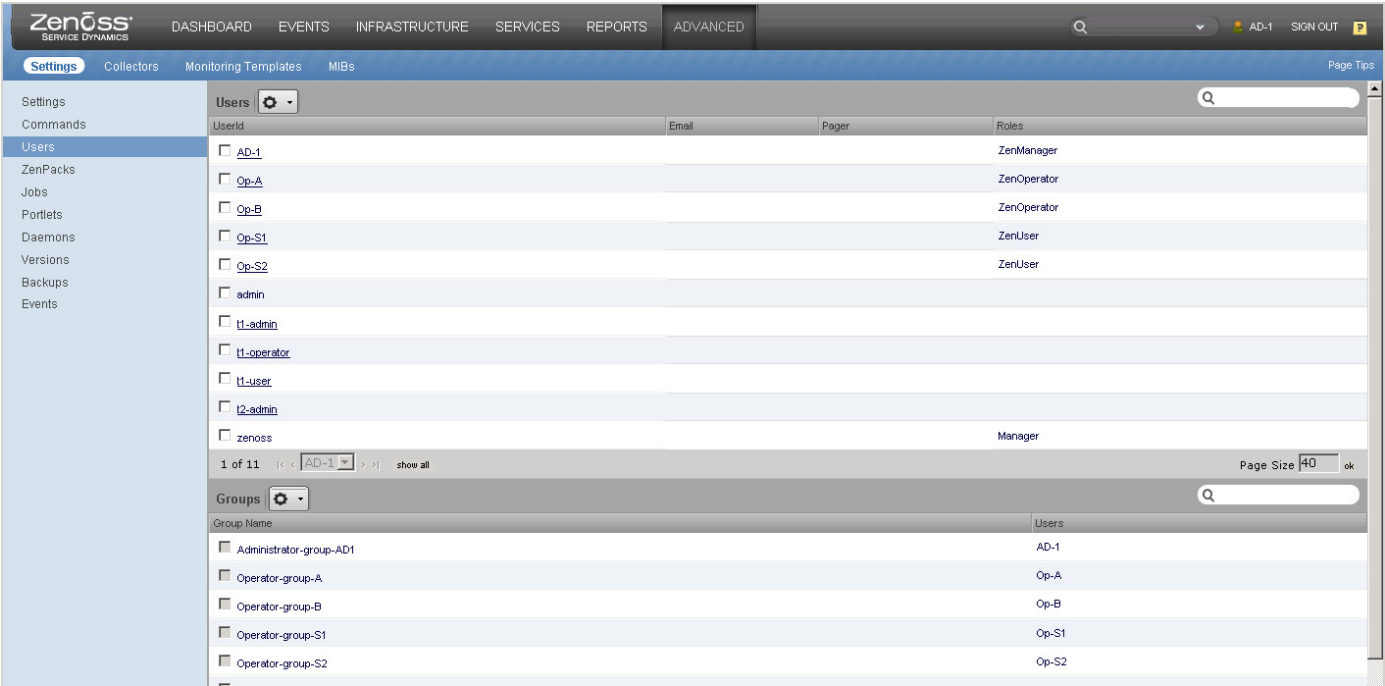 Zenōss
SERVICE DYNAMICS
DASHBOARD EVENTS INFRASTRUCTURE SERVICES REPORTS ADVANCED AD-1 SIGN OUT ?
Settings Collectors Monitoring Templates MIBs Page Tips
Settings
Commands
Users
ZenPacks
Jobs
Portlets
Daemons
Versions
Backups
Events
Users
UserId Email Pager Roles
AD-1 ZenManager
Op-A ZenOperator
Op-B ZenOperator
Op-S1 ZenUser
Op-S2 ZenUser
admin
t1-admin
t1-operator
t1-user
t2-admin
zenoss Manager
1 of 11 |< < AD-1 > >| show all Page Size 40 ok
Groups
Group Name Users
Administrator-group-AD1 AD-1
Operator-group-A Op-A
Operator-group-B Op-B
Operator-group-S1 Op-S1
Operator-group-S2 Op-S2